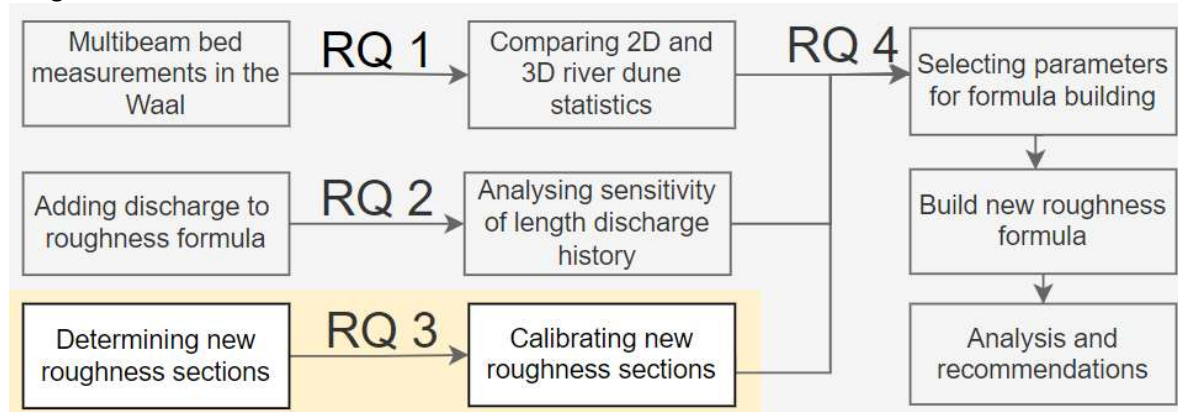 Multibeam bed
measurements in the
Waal
RQ 1
Comparing 2D and
3D river dune
statistics
RQ 4
Selecting parameters
for formula building
Adding discharge to
roughness formula
RQ 2
Analysing sensitivity
of length discharge
history
Build new roughness
formula
Determining new
roughness sections
RQ 3
Calibrating new
roughness sections
Analysis and
recommendations